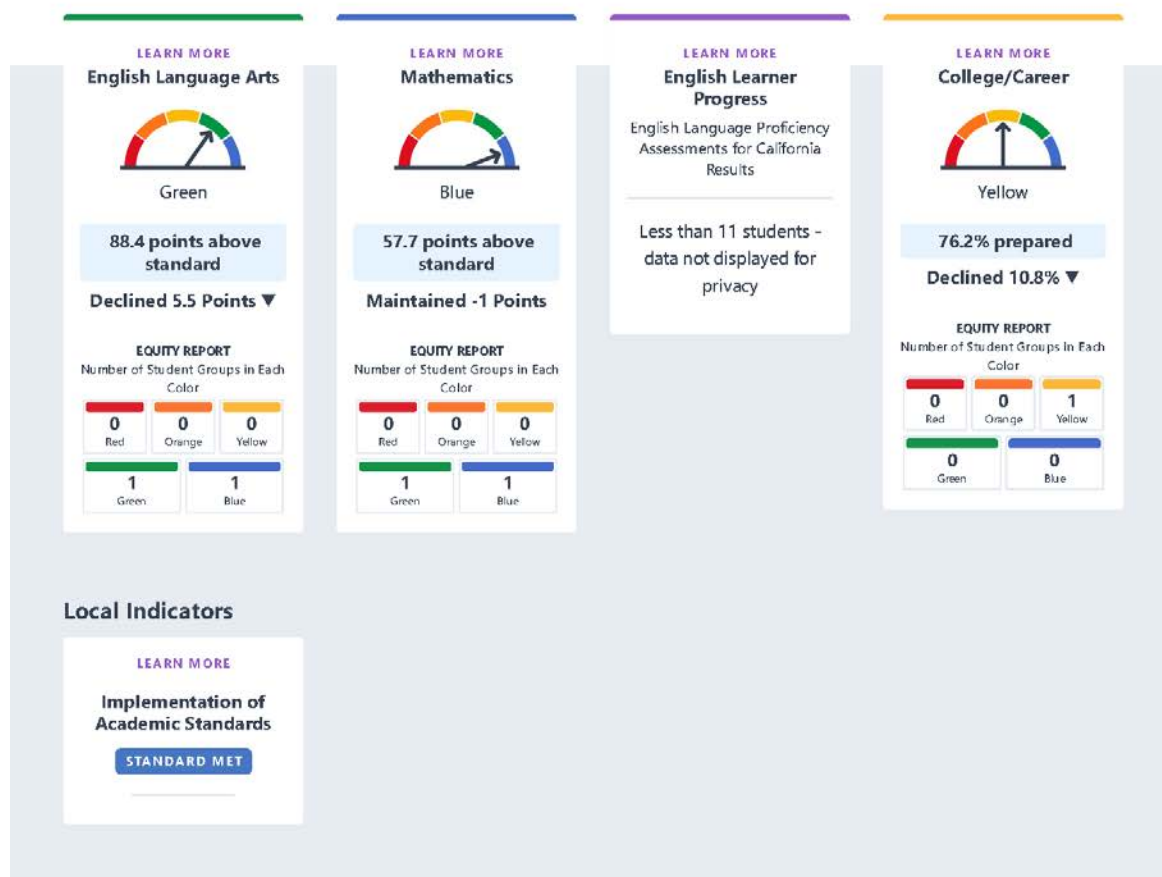 LEARN MORE
English Language Arts
Green
88.4 points above
standard
Declined 5.5 Points ▼
EQUITY REPORT
Number of Student Groups in Each
Color
0
Red
0
Orange
0
Yellow
1
Green
1
Blue
LEARN MORE
Mathematics
Blue
57.7 points above
standard
Maintained -1 Points
EQUITY REPORT
Number of Student Groups in Each
Color
0
Red
0
Orange
0
Yellow
1
Green
1
Blue
LEARN MORE
English Learner
Progress
English Language Proficiency
Assessments for California
Results
Less than 11 students -
data not displayed for
privacy
LEARN MORE
College/Career
Yellow
76.2% prepared
Declined 10.8% ▼
EQUITY REPORT
Number of Student Groups in Each
Color
0
Red
0
Orange
1
Yellow
0
Green
0
Blue
Local Indicators
LEARN MORE
Implementation of
Academic Standards
STANDARD MET